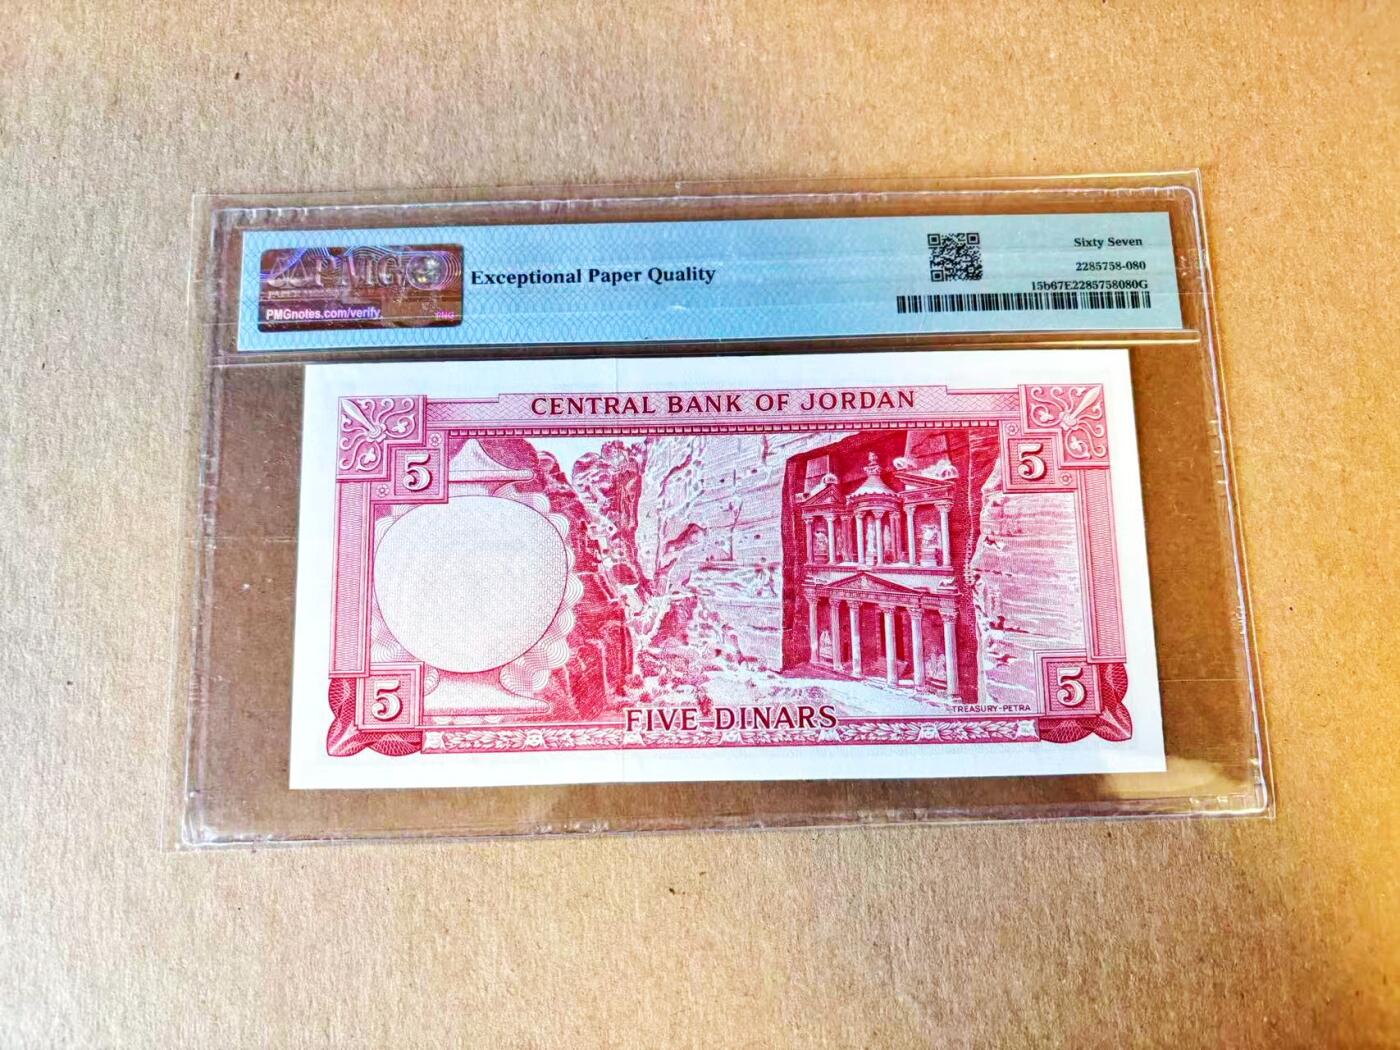 PMG
PMGnotes.com/verify
PMG
Exceptional Paper Quality
Sixty Seven
2285758-080
15b67E2285758080G
CENTRAL BANK OF JORDAN
5
5
5
5
TREASURY-PETRA
FIVE DINARS